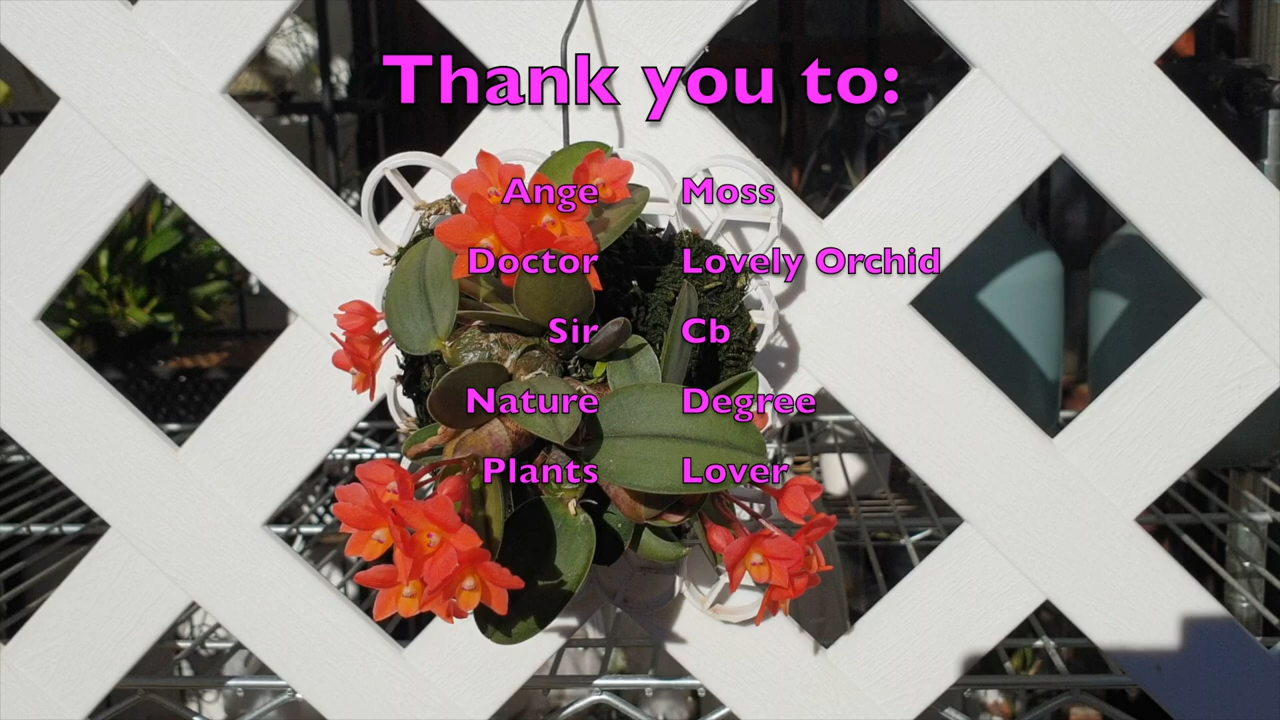 Thank you to:
Ange Moss
Doctor Lovely Orchid
Sir Cb
Nature Degree
Plants Lover